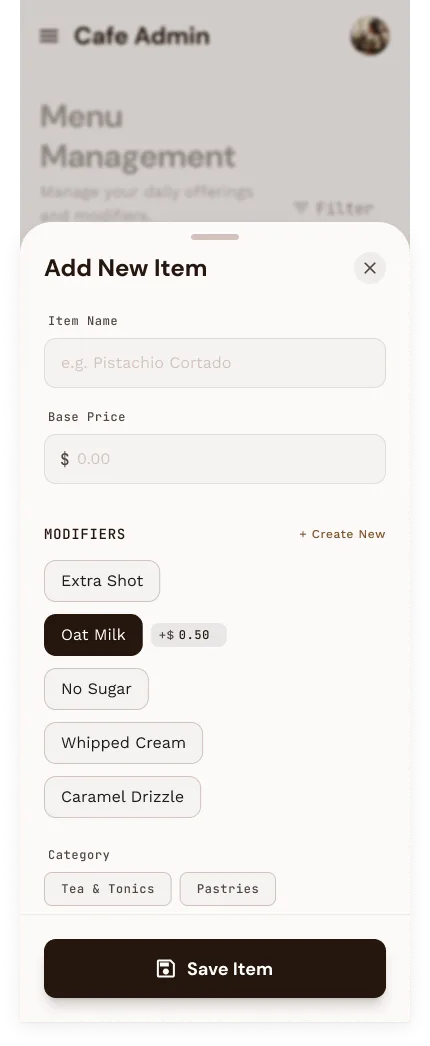 Cafe Admin
Menu
Management
Manage your daily offerings
and modifiers.
Filter
Add New Item
Item Name
e.g. Pistachio Cortado
Base Price
$ 0.00
MODIFIERS
+ Create New
Extra Shot
Oat Milk
+$ 0.50
No Sugar
Whipped Cream
Caramel Drizzle
Category
Tea & Tonics
Pastries
Save Item